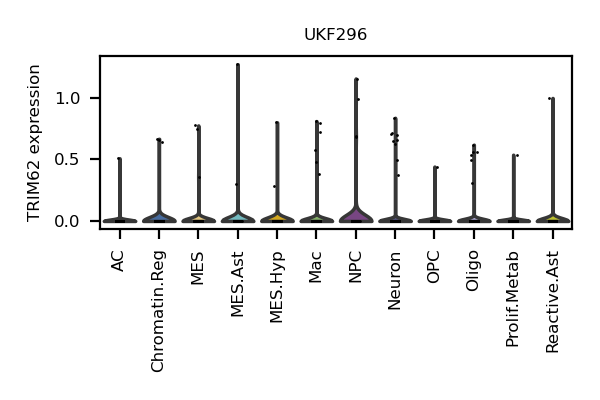 UKF296
TRIM62 expression
1.0
0.5
0.0
AC
Chromatin.Reg
MES
MES.Ast
MES.Hyp
Mac
NPC
Neuron
OPC
Oligo
Prolif.Metab
Reactive.Ast